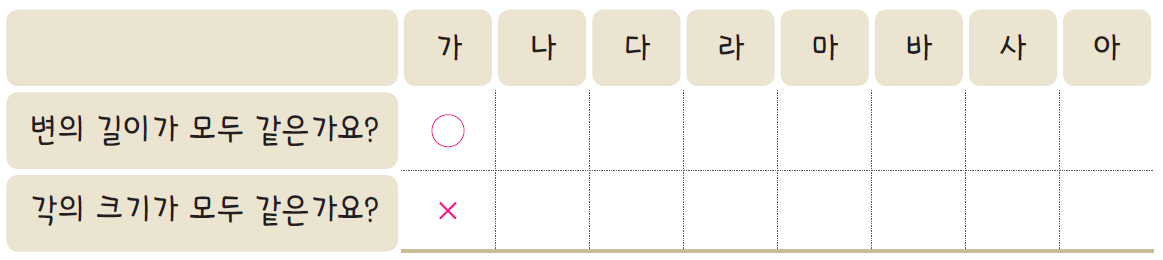 가 나 다 라 마 바 사 아
변의 길이가 모두 같은가요? ○
각의 크기가 모두 같은가요? ×